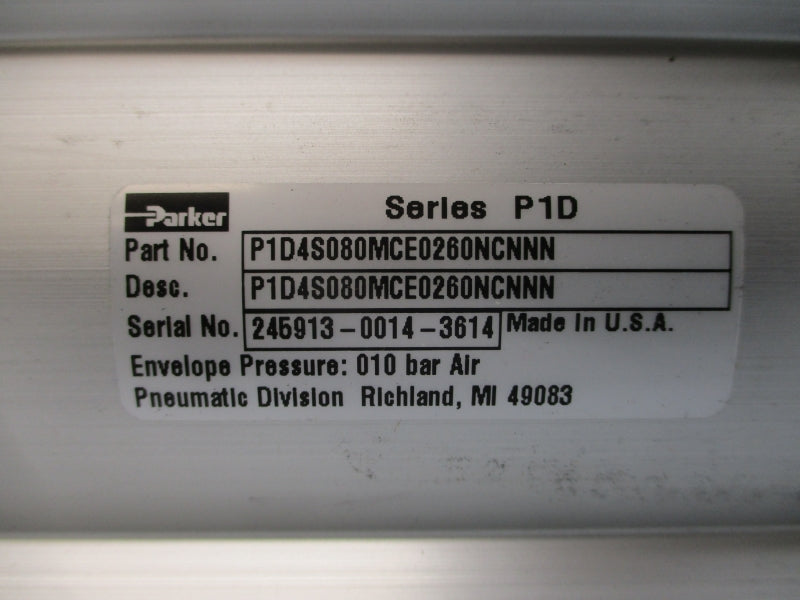 Parker Series P1D
Part No. P1D4S080MCE0260NCNNN
Desc. P1D4S080MCE0260NCNNN
Serial No. 245913-0014-3614 Made In U.S.A.
Envelope Pressure: 010 bar Air
Pneumatic Division Richland, MI 49083